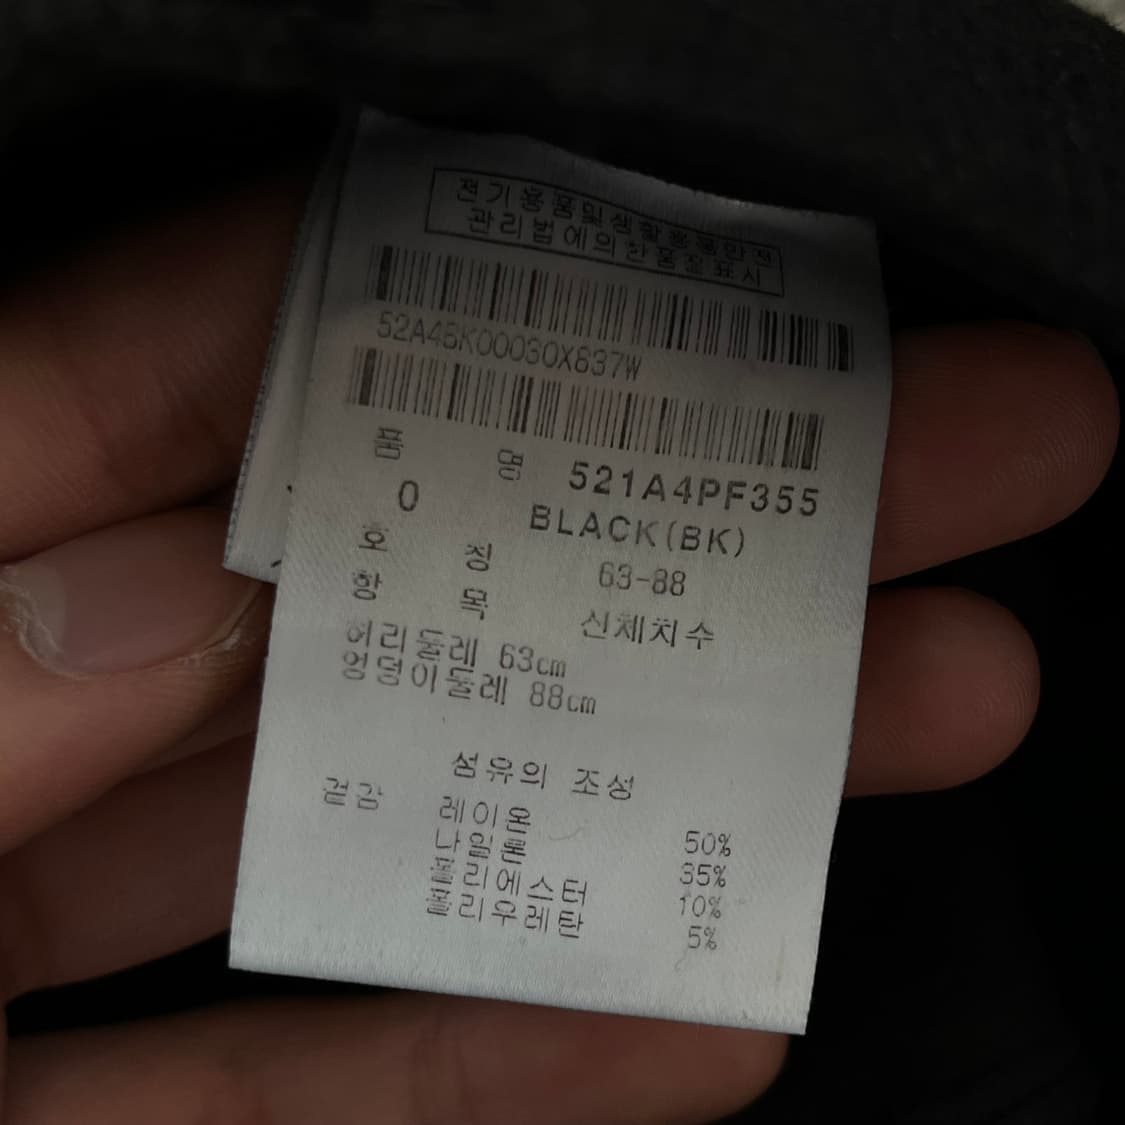 전기용품및생활용품안전
관리법에의한품질표시
52A4BK00030X837W
품 명 521A4PF355
0 BLACK(BK)
호 칭 63-88
항 목 신체치수
허리둘레 63cm
엉덩이둘레 88cm
섬유의 조성
겉감 레이온 50%
나일론 35%
폴리에스터 10%
폴리우레탄 5%